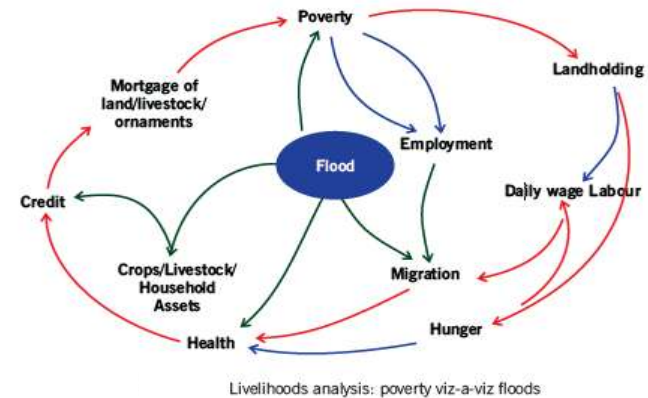 Poverty
Landholding
Mortgage of
land/livestock/
ornaments
Employment
Flood
Daily wage Labour
Credit
Crops/Livestock/
Household
Assets
Migration
Hunger
Health
Livelihoods analysis: poverty viz-a-viz floods